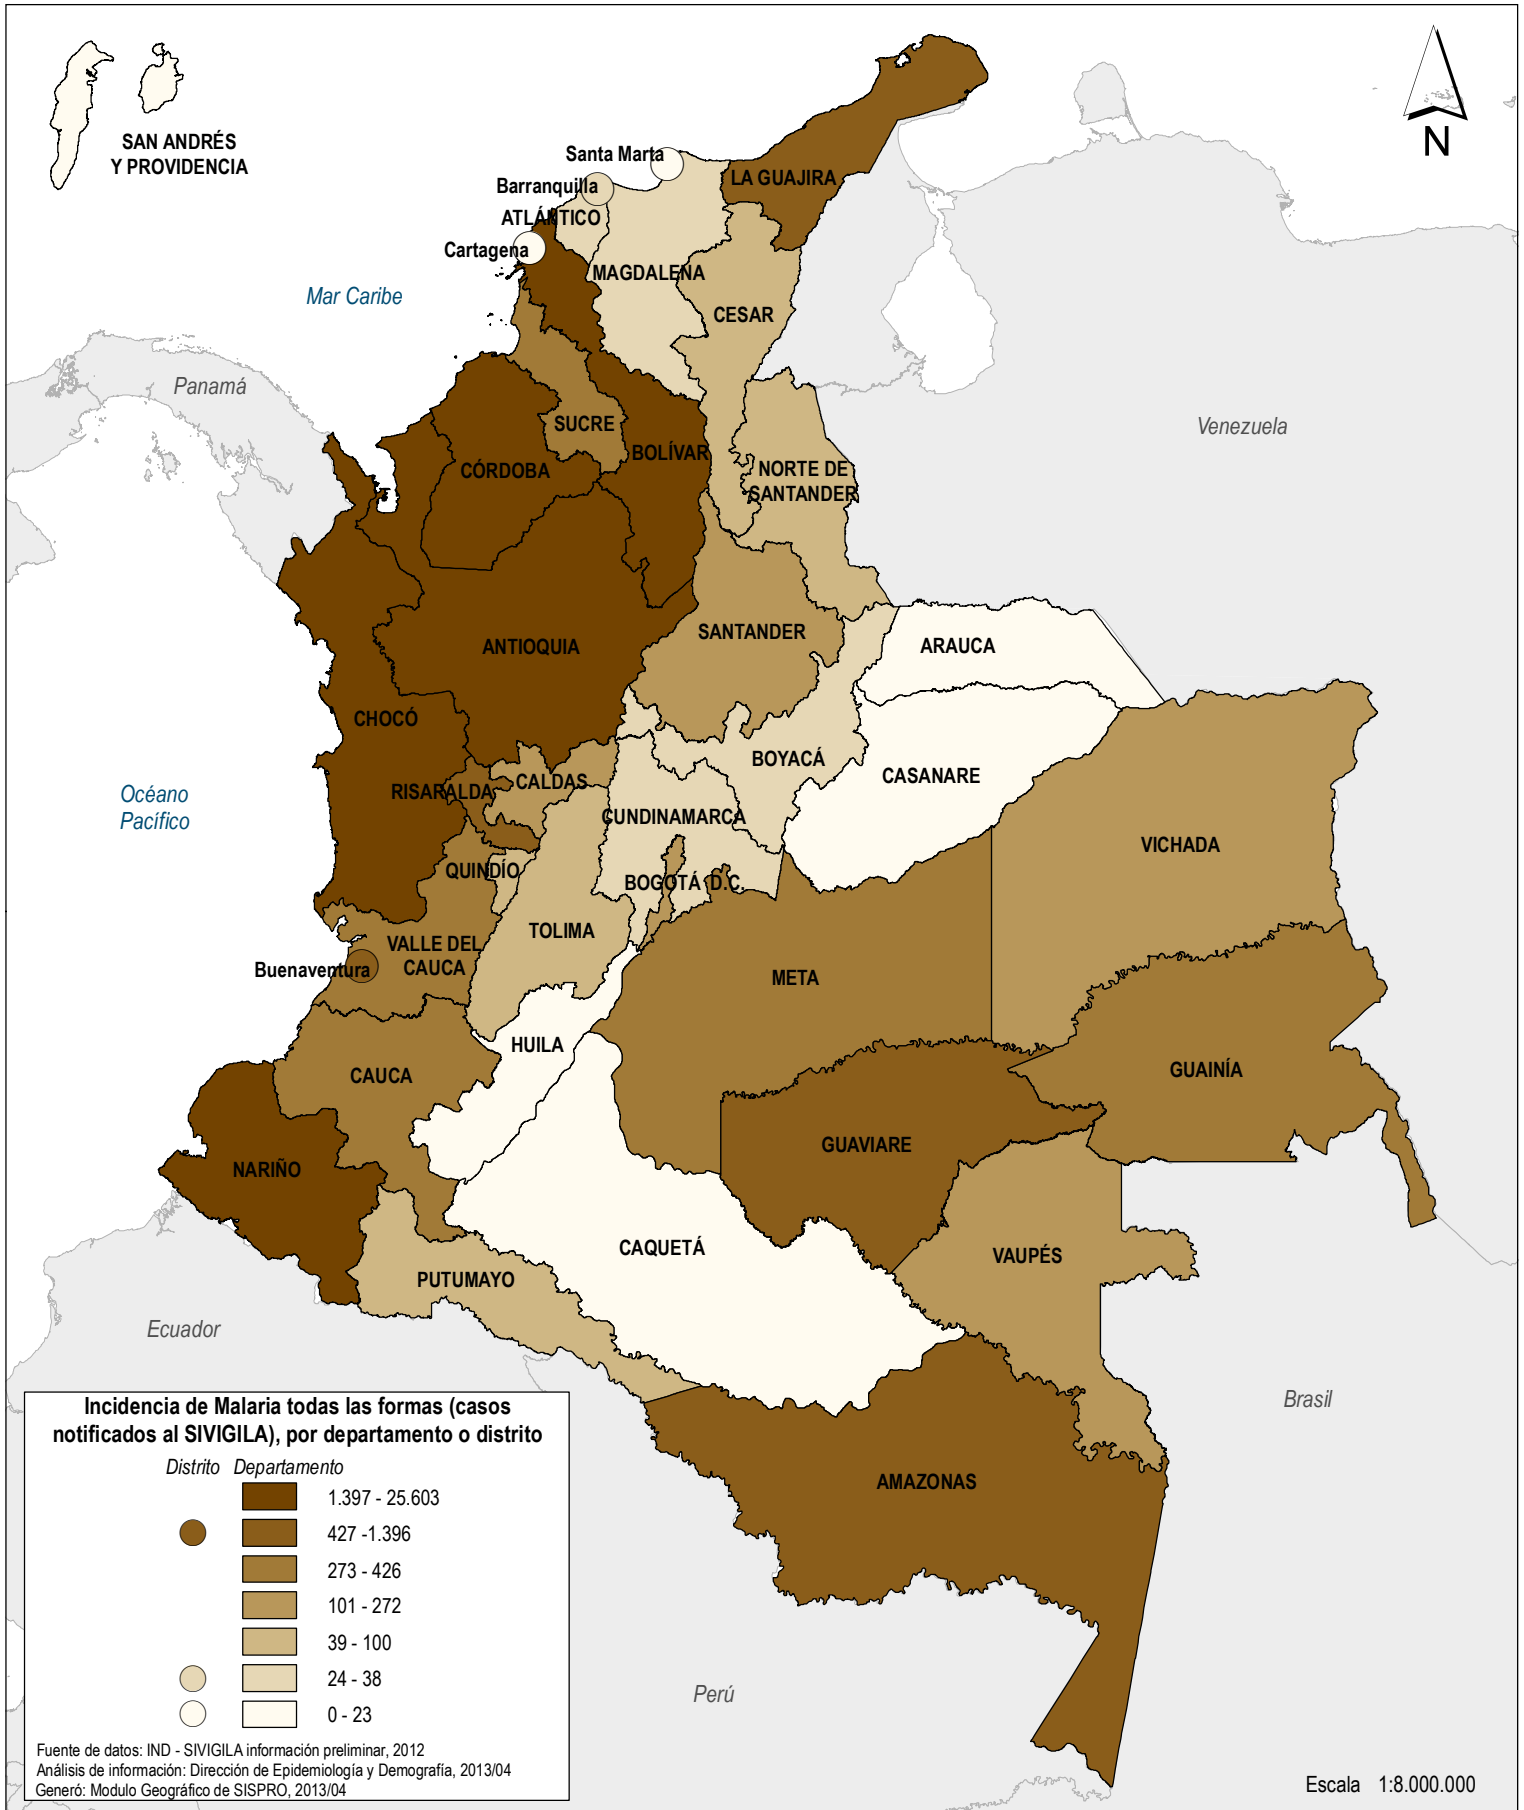 SAN ANDRÉS
Y PROVIDENCIA
N
Santa Marta
LA GUAJIRA
Barranquilla
ATLÁNTICO
Cartagena
MAGDALENA
Mar Caribe
CESAR
Panamá
SUCRE
Venezuela
BOLÍVAR
CÓRDOBA
NORTE DE
SANTANDER
SANTANDER
ARAUCA
ANTIOQUIA
CHOCÓ
BOYACÁ
CASANARE
CALDAS
RISARALDA
Océano
Pacífico
CUNDINAMARCA
VICHADA
QUINDÍO
BOGOTÁ D.C.
TOLIMA
VALLE DEL
CAUCA
Buenaventura
META
HUILA
GUAINÍA
CAUCA
GUAVIARE
NARIÑO
CAQUETÁ
VAUPÉS
PUTUMAYO
Ecuador
Brasil
AMAZONAS
Perú
Incidencia de Malaria todas las formas (casos
notificados al SIVIGILA), por departamento o distrito
Distrito Departamento
1.397 - 25.603
427 -1.396
273 - 426
101 - 272
39 - 100
24 - 38
0 - 23
Fuente de datos: IND - SIVIGILA información preliminar, 2012
Análisis de información: Dirección de Epidemiología y Demografía, 2013/04
Generó: Modulo Geográfico de SISPRO, 2013/04
Escala 1:8.000.000